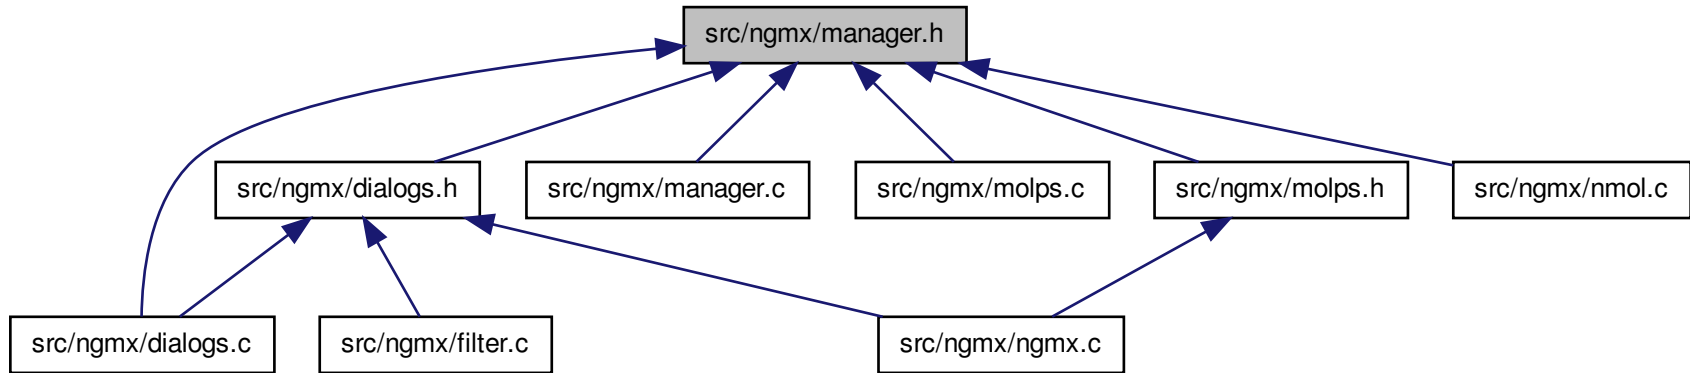 src/ngmx/manager.h
src/ngmx/dialogs.h
src/ngmx/manager.c
src/ngmx/molps.c
src/ngmx/molps.h
src/ngmx/nmol.c
src/ngmx/dialogs.c
src/ngmx/filter.c
src/ngmx/ngmx.c